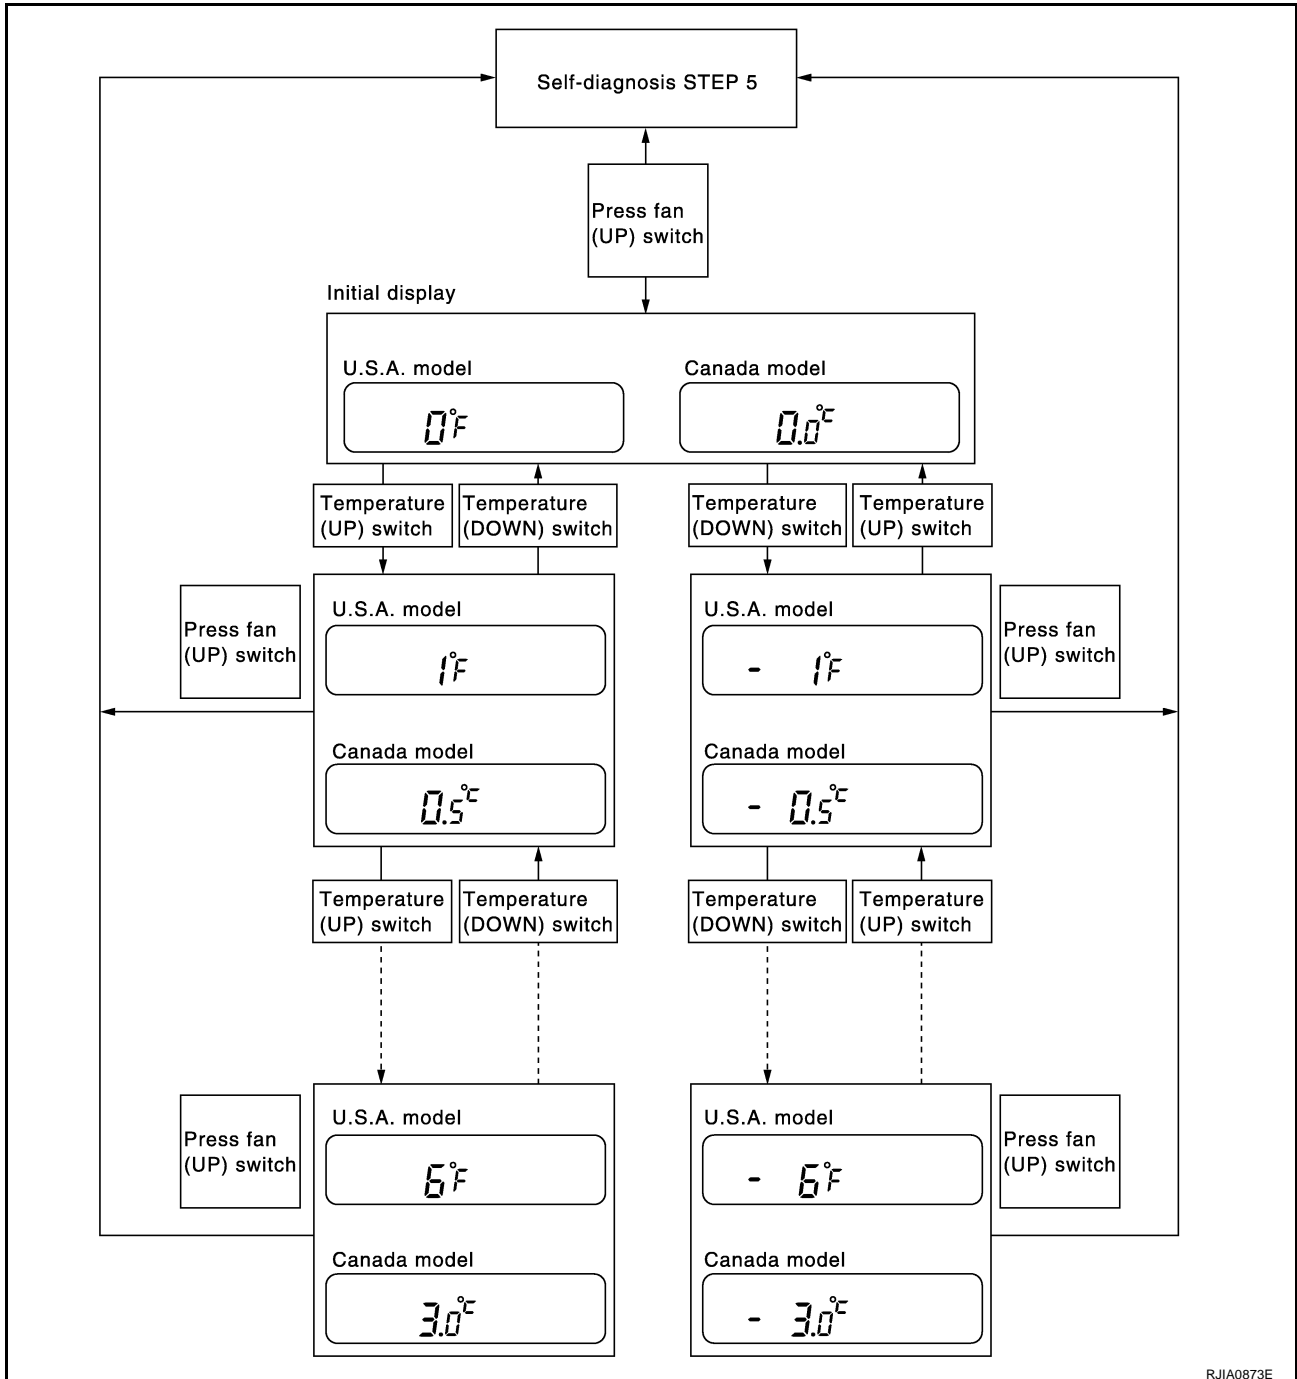 Self-diagnosis STEP 5
Press fan
(UP) switch
Initial display
U.S.A. model
Canada model
0°F
0.0°C
Temperature
(UP) switch
Temperature
(DOWN) switch
Temperature
(DOWN) switch
Temperature
(UP) switch
Press fan
(UP) switch
U.S.A. model
1°F
Canada model
0.5°C
U.S.A. model
- 1°F
Canada model
- 0.5°C
Press fan
(UP) switch
Temperature
(UP) switch
Temperature
(DOWN) switch
Temperature
(DOWN) switch
Temperature
(UP) switch
Press fan
(UP) switch
U.S.A. model
6°F
Canada model
3.0°C
U.S.A. model
- 6°F
Canada model
- 3.0°C
Press fan
(UP) switch
RJIA0873E